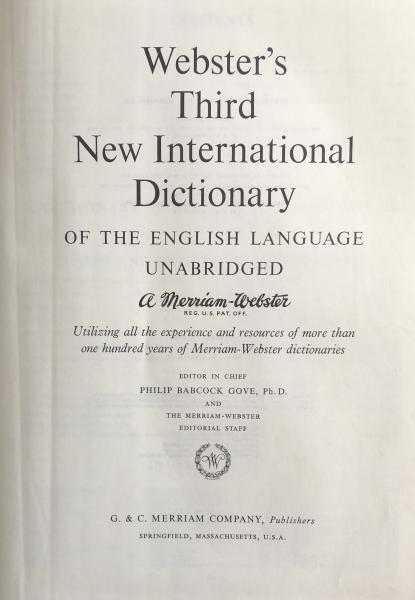 Webster's
Third
New International
Dictionary
OF THE ENGLISH LANGUAGE
UNABRIDGED
A Merriam-Webster
REG. U.S. PAT. OFF.
Utilizing all the experience and resources of more than
one hundred years of Merriam-Webster dictionaries
EDITOR IN CHIEF
PHILIP BABCOCK GOVE, Ph.D.
AND
THE MERRIAM-WEBSTER
EDITORIAL STAFF
W
G. & C. MERRIAM COMPANY, Publishers
SPRINGFIELD, MASSACHUSETTS, U.S.A.